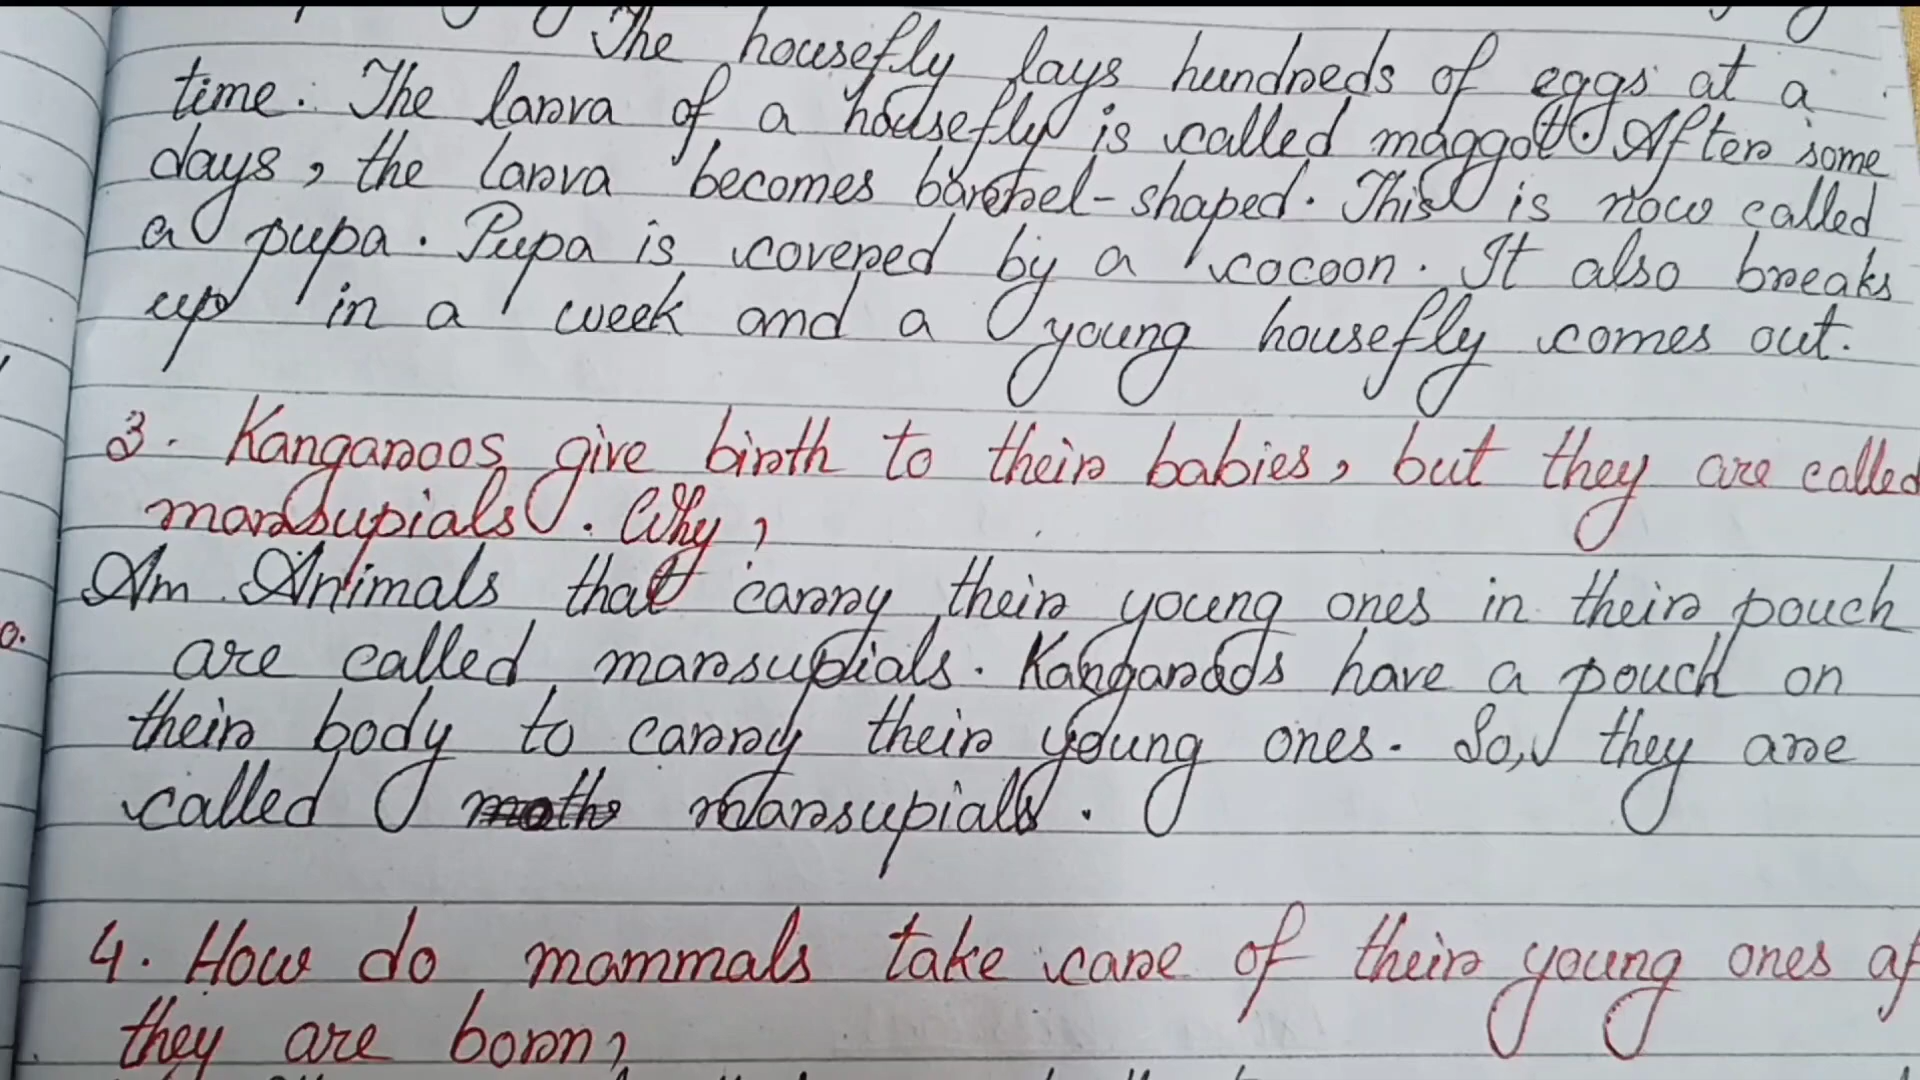 The housefly lays hundreds of eggs at a
time. The larva of a housefly is called maggot. After some
days, the larva becomes barrel-shaped. This is now called
a pupa. Pupa is covered by a cocoon. It also breaks
up in a week and a young housefly comes out.
3. Kangaroos give birth to their babies, but they are called
marsupials. Why?
Am Animals that carry their young ones in their pouch
are called marsupials. Kangaroos have a pouch on
their body to carry their young ones. So, they are
called marsupials.
4. How do mammals take care of their young ones af
they are born?